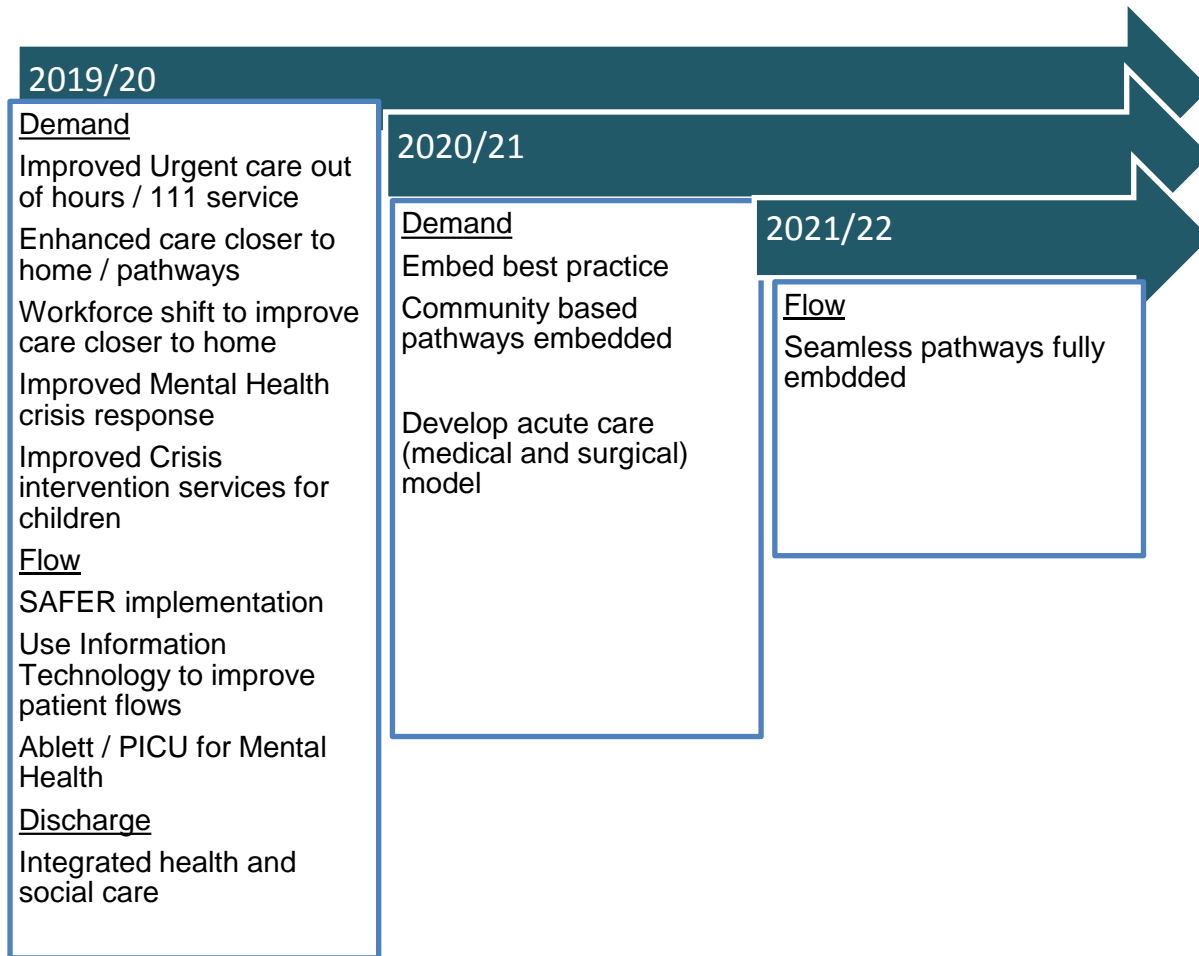 2019/20
Demand
Improved Urgent care out
of hours / 111 service
Enhanced care closer to
home / pathways
Workforce shift to improve
care closer to home
Improved Mental Health
crisis response
Improved Crisis
intervention services for
children
Flow
SAFER implementation
Use Information
Technology to improve
patient flows
Ablett / PICU for Mental
Health
Discharge
Integrated health and
social care
2020/21
Demand
Embed best practice
Community based
pathways embedded
Develop acute care
(medical and surgical)
model
2021/22
Flow
Seamless pathways fully
embdded